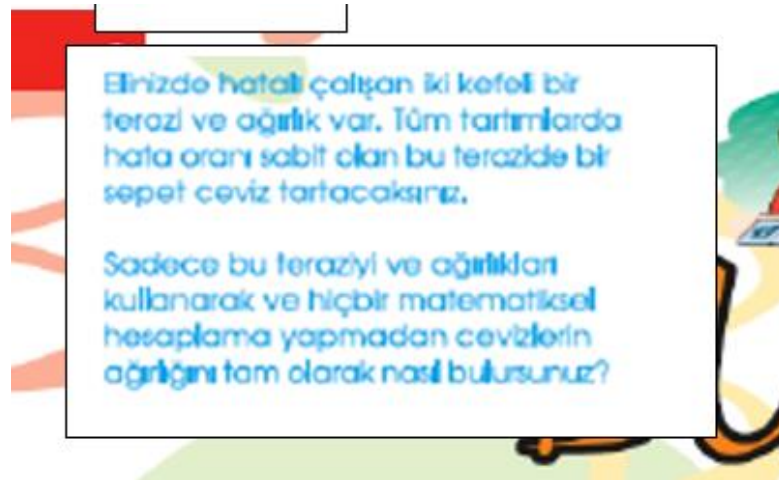 Elinizde hatalı çalışan iki kefeli bir
terazi ve ağırlık var. Tüm tartımlarda
hata oranı sabit olan bu terazide bir
sepet ceviz tartacaksınız.
Sadece bu teraziyi ve ağırlıkları
kullanarak ve hiçbir matematiksel
hesaplama yapmadan cevizlerin
ağırlığını tam olarak nasıl bulursunuz?